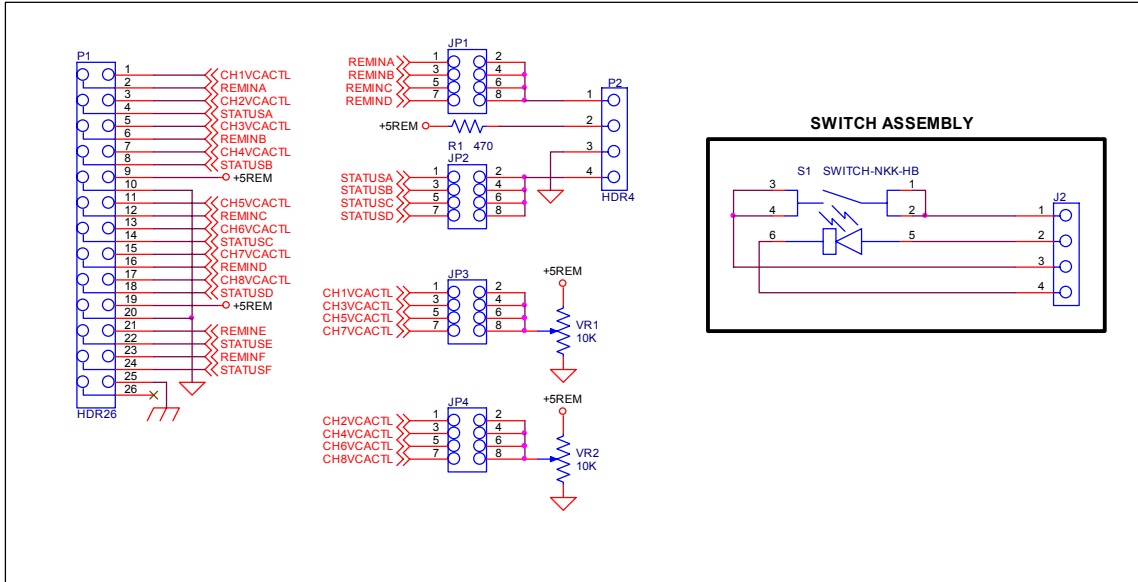 P1
1 CH1VCACTL
2 REMINA
3 CH2VCACTL
4 STATUSA
5 CH3VCACTL
6 REMINB
7 CH4VCACTL
8 STATUSB
9 +5REM
10
11 CH5VCACTL
12 REMINC
13 CH6VCACTL
14 STATUSC
15 CH7VCACTL
16 REMIND
17 CH8VCACTL
18 STATUSD
19 +5REM
20
21 REMINE
22 STATUSE
23 REMINF
24 STATUSF
25
26
HDR26
JP1
REMINA 1 2
REMINB 3 4
REMINC 5 6
REMIND 7 8
+5REM
R1 470
P2
1
2
3
4
HDR4
JP2
STATUSA 1 2
STATUSB 3 4
STATUSC 5 6
STATUSD 7 8
JP3
CH1VCACTL 1 2
CH3VCACTL 3 4
CH5VCACTL 5 6
CH7VCACTL 7 8
+5REM
VR1
10K
JP4
CH2VCACTL 1 2
CH4VCACTL 3 4
CH6VCACTL 5 6
CH8VCACTL 7 8
+5REM
VR2
10K
SWITCH ASSEMBLY
S1 SWITCH-NKK-HB
3 1
4 2
6 5
J2
1
2
3
4